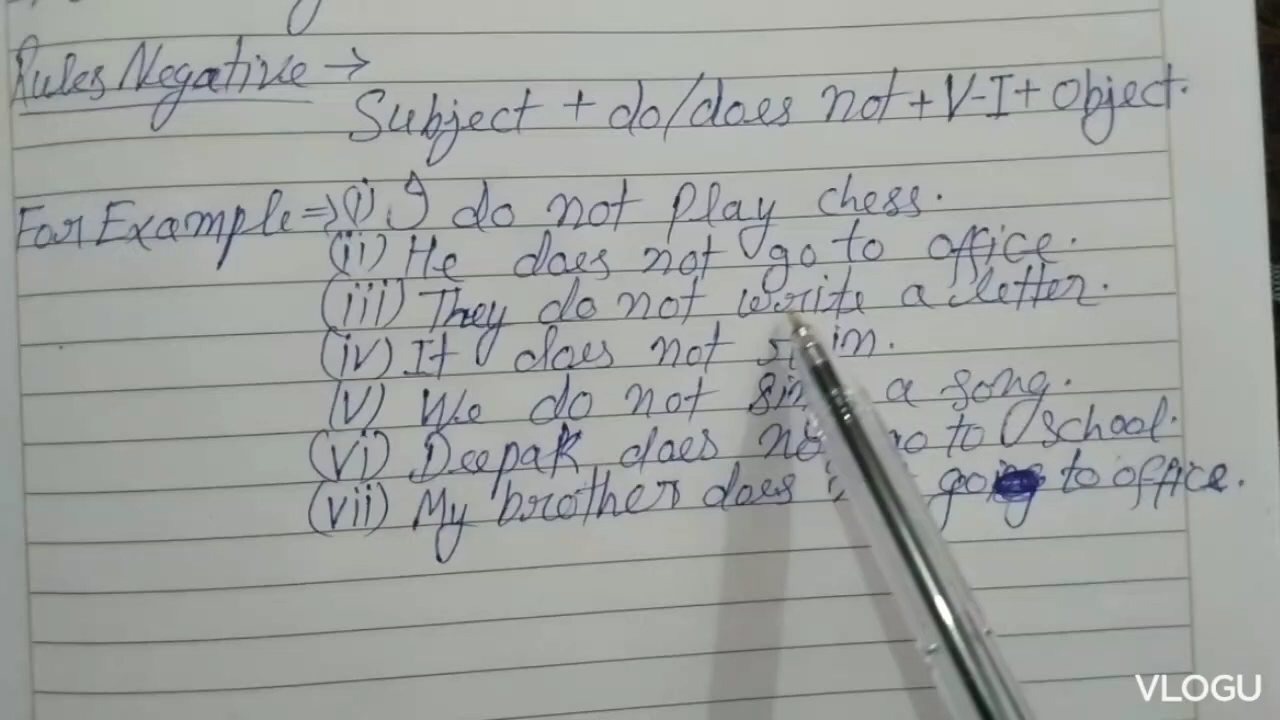 Rules Negative →
Subject + do/does not + V-I + Object.
For Example ⇒ (i) I do not play chess.
(ii) He does not go to office.
(iii) They do not write a letter.
(iv) It does not
(v) We do not a song.
(vi) Deepak does to school.
(vii) My brother does go to office.
VLOGU